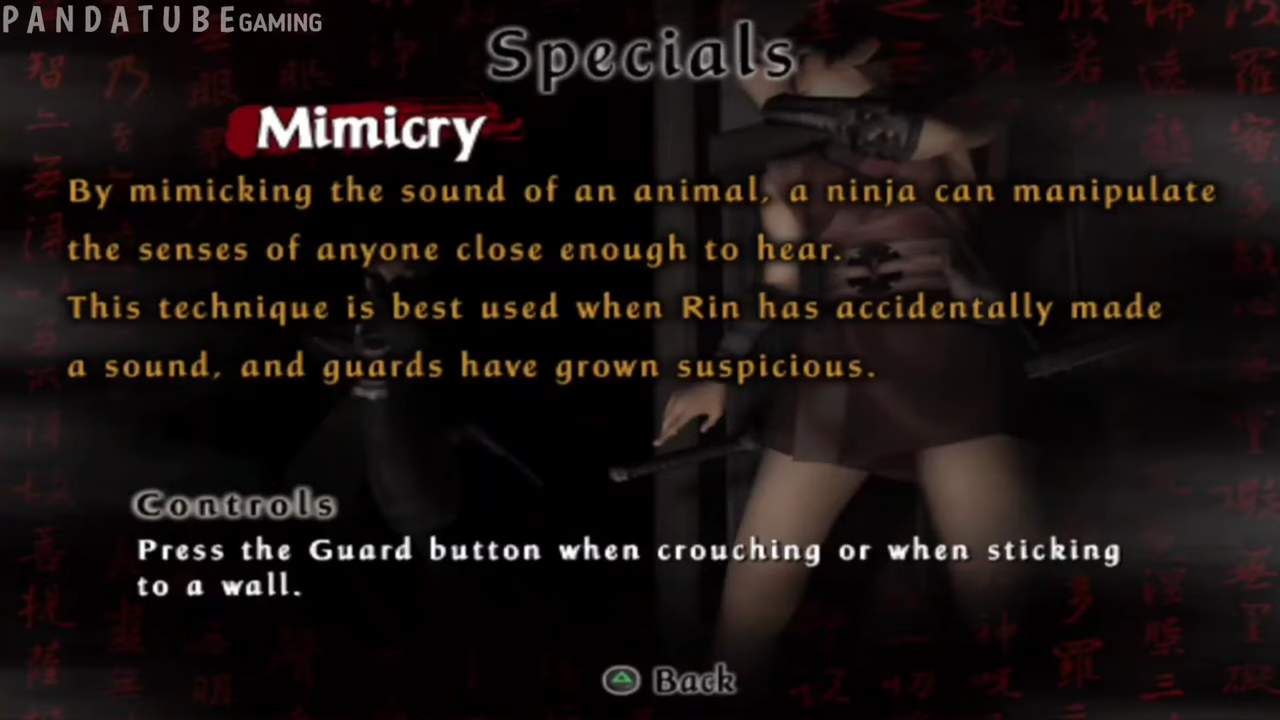 PANDATUBEGAMING
Specials
Mimicry
By mimicking the sound of an animal, a ninja can manipulate
the senses of anyone close enough to hear.
This technique is best used when Rin has accidentally made
a sound, and guards have grown suspicious.
Controls
Press the Guard button when crouching or when sticking
to a wall.
Back